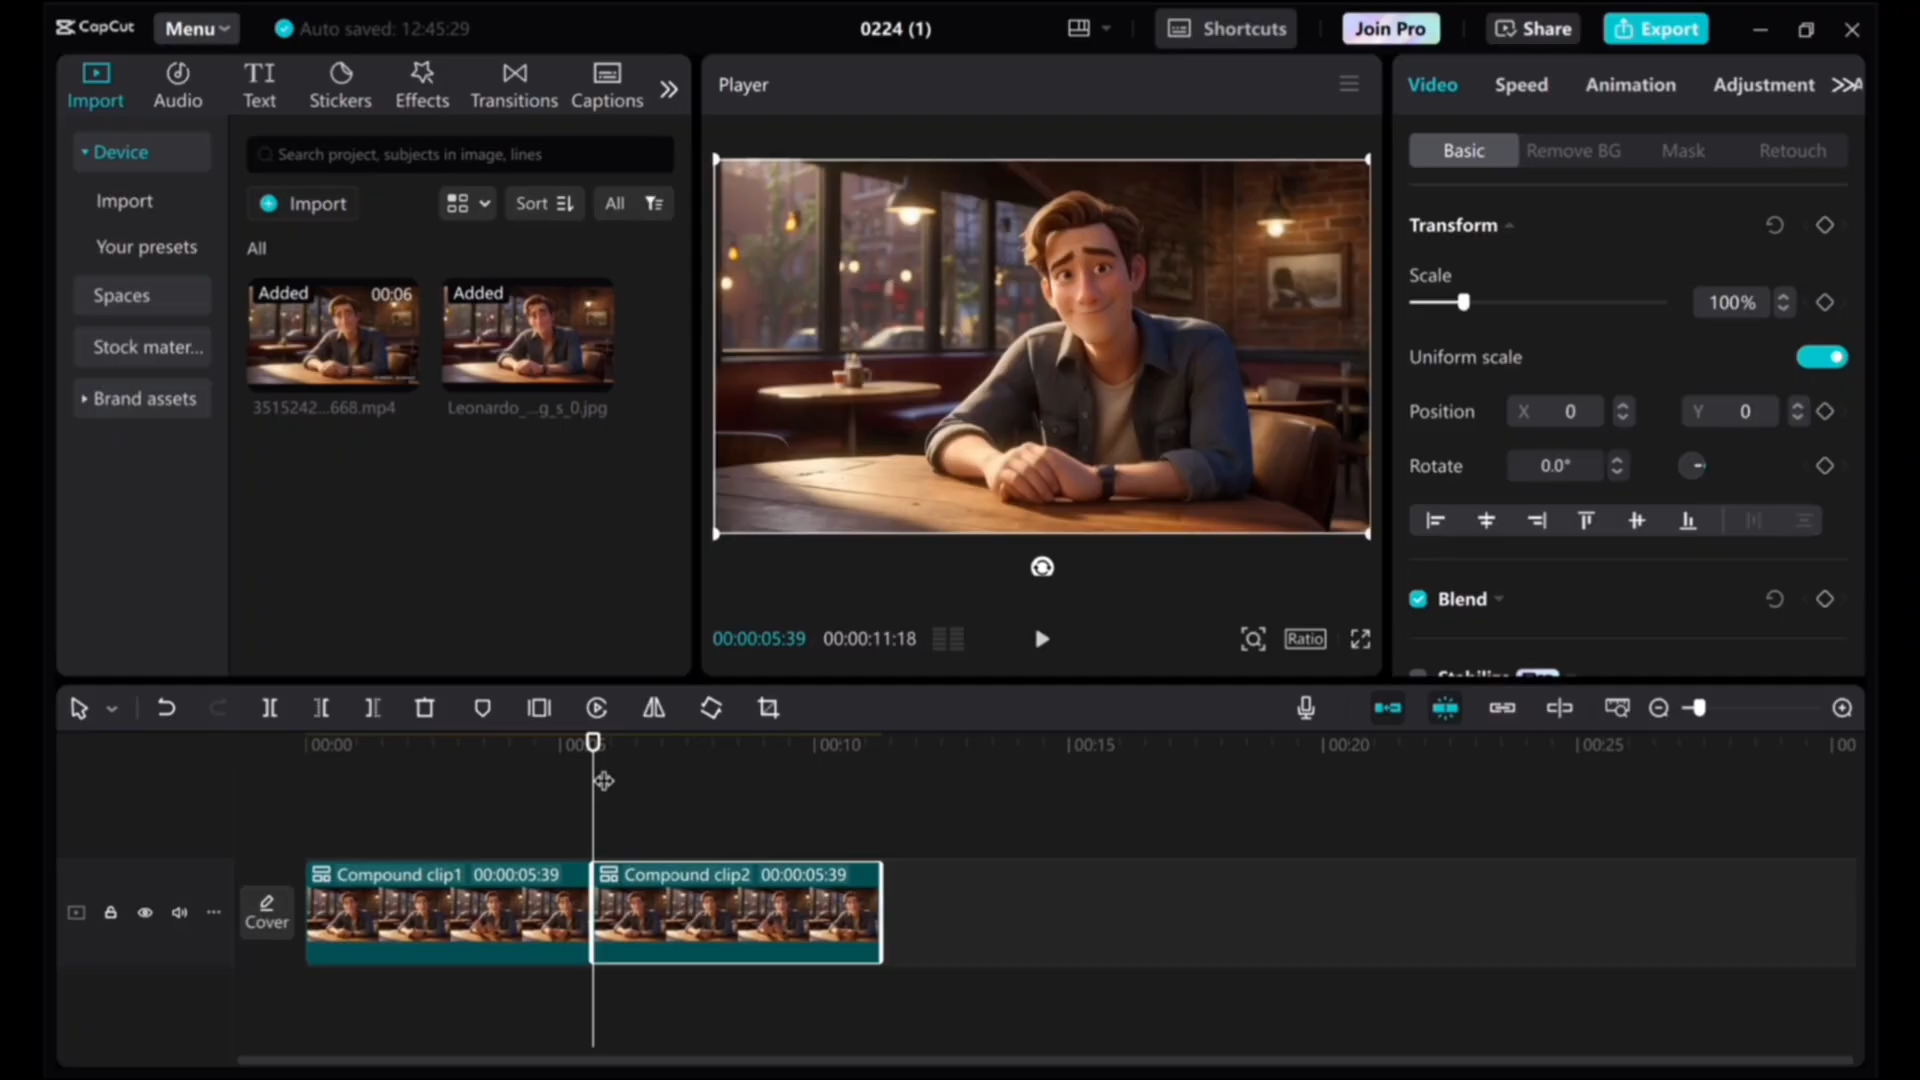 CapCut Menu Auto saved: 12:45:29 0224 (1) Shortcuts Join Pro Share Export
Import Audio TI Text Stickers Effects Transitions Captions
Player
Video Speed Animation Adjustment A
Device
Import
Your presets
Spaces
Stock mater...
Brand assets
Search project, subjects in image, lines
Import Sort All
All
Added 00:06 Added
3515242...668.mp4 Leonardo_...g_s_0.jpg
00:00:05:39 00:00:11:18 Ratio
Basic Remove BG Mask Retouch
Transform
Scale
100%
Uniform scale
Position X 0 Y 0
Rotate 0.0°
Blend
00:00 00:10 00:15 00:20 00:25 00
Cover
Compound clip1 00:00:05:39 Compound clip2 00:00:05:39